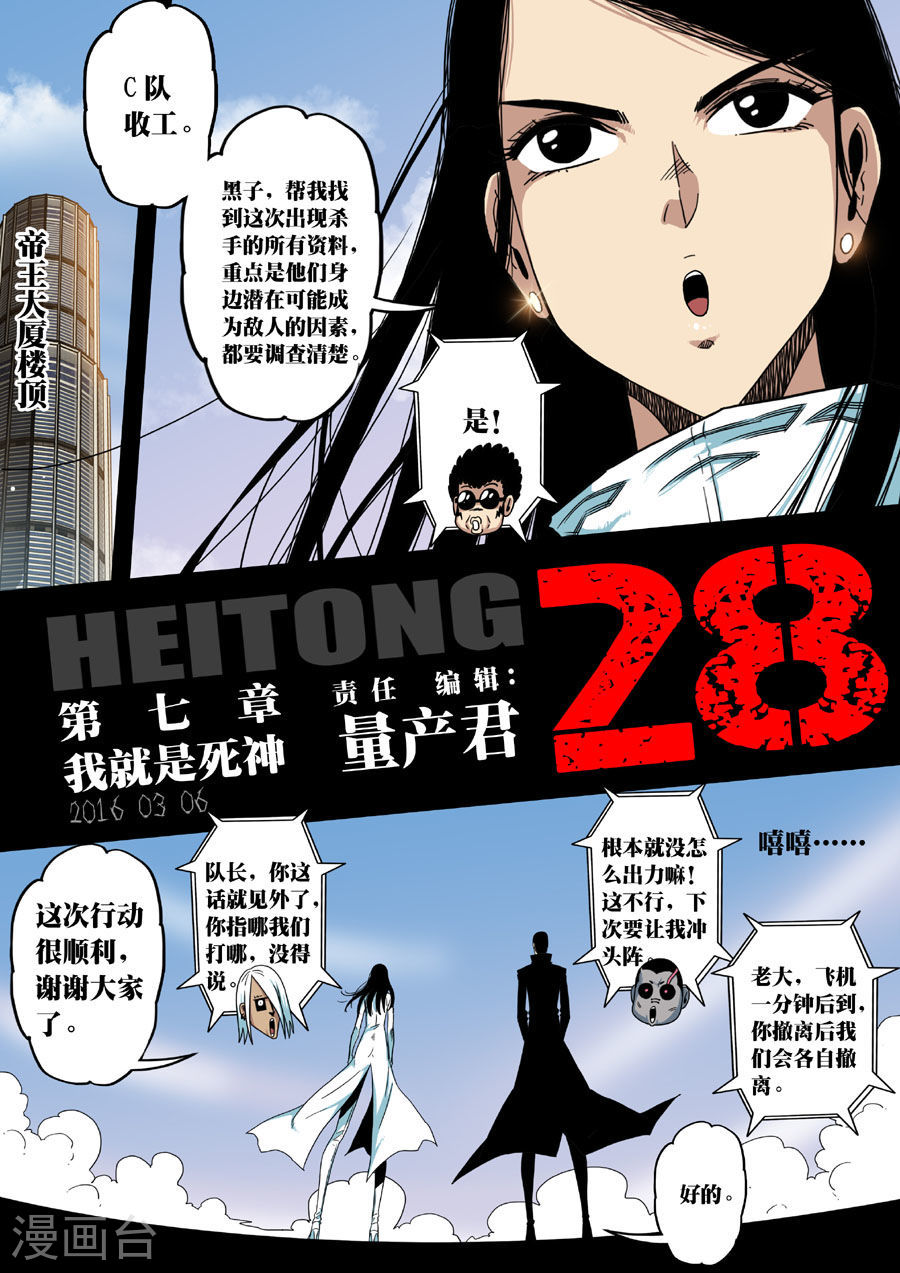 C队
收工。
黑子，帮我找
到这次出现杀
手的所有资料，
重点是他们身
边潜在可能成
为敌人的因素，
都要调查清楚。
帝王大厦楼顶
是！
HEITONG
28
第七章
我就是死神
责任编辑：
量产君
2016 03 06
这次行动
很顺利，
谢谢大家
了。
队长，你这
话就见外了，
你指哪我们
打哪，没得
说。
根本就没怎
么出力嘛！
这不行，下
次要让我冲
头阵。
嘻嘻……
老大，飞机
一分钟后到，
你撤离后我
们会各自撤
离。
好的。
漫画台